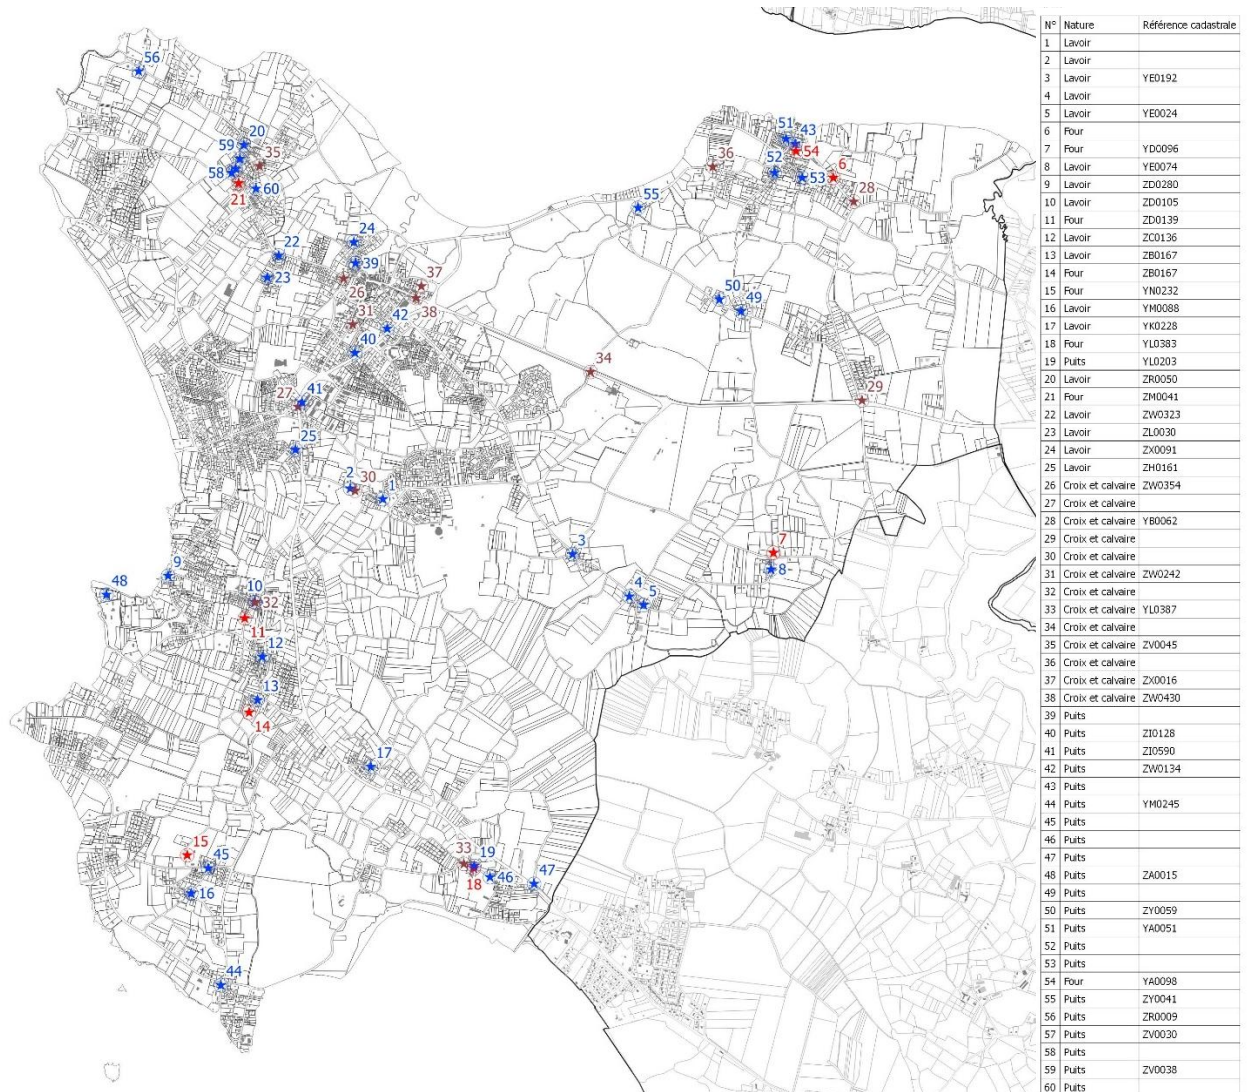 56
20
59
35
58
60
21
22
23
24
39
26
37
38
31
42
40
27
41
25
2
30
1
34
55
36
51
43
54
52
53
6
28
50
49
29
3
4
5
7
8
9
48
10
32
11
12
13
14
17
15
45
16
44
33
19
18
46
47
N° Nature Référence cadastrale
1 Lavoir
2 Lavoir
3 Lavoir YE0192
4 Lavoir
5 Lavoir YE0024
6 Four
7 Four YD0096
8 Lavoir YE0074
9 Lavoir ZD0280
10 Lavoir ZD0105
11 Four ZD0139
12 Lavoir ZC0136
13 Lavoir ZB0167
14 Four ZB0167
15 Four YN0232
16 Lavoir YM0088
17 Lavoir YK0228
18 Four YL0383
19 Puits YL0203
20 Lavoir ZR0050
21 Four ZM0041
22 Lavoir ZW0323
23 Lavoir ZL0030
24 Lavoir ZX0091
25 Lavoir ZH0161
26 Croix et calvaire ZW0354
27 Croix et calvaire
28 Croix et calvaire YB0062
29 Croix et calvaire
30 Croix et calvaire
31 Croix et calvaire ZW0242
32 Croix et calvaire
33 Croix et calvaire YL0387
34 Croix et calvaire
35 Croix et calvaire ZV0045
36 Croix et calvaire
37 Croix et calvaire ZX0016
38 Croix et calvaire ZW0430
39 Puits
40 Puits ZI0128
41 Puits ZI0590
42 Puits ZW0134
43 Puits
44 Puits YM0245
45 Puits
46 Puits
47 Puits
48 Puits ZA0015
49 Puits
50 Puits ZY0059
51 Puits YA0051
52 Puits
53 Puits
54 Four YA0098
55 Puits ZY0041
56 Puits ZR0009
57 Puits ZV0030
58 Puits
59 Puits ZV0038
60 Puits